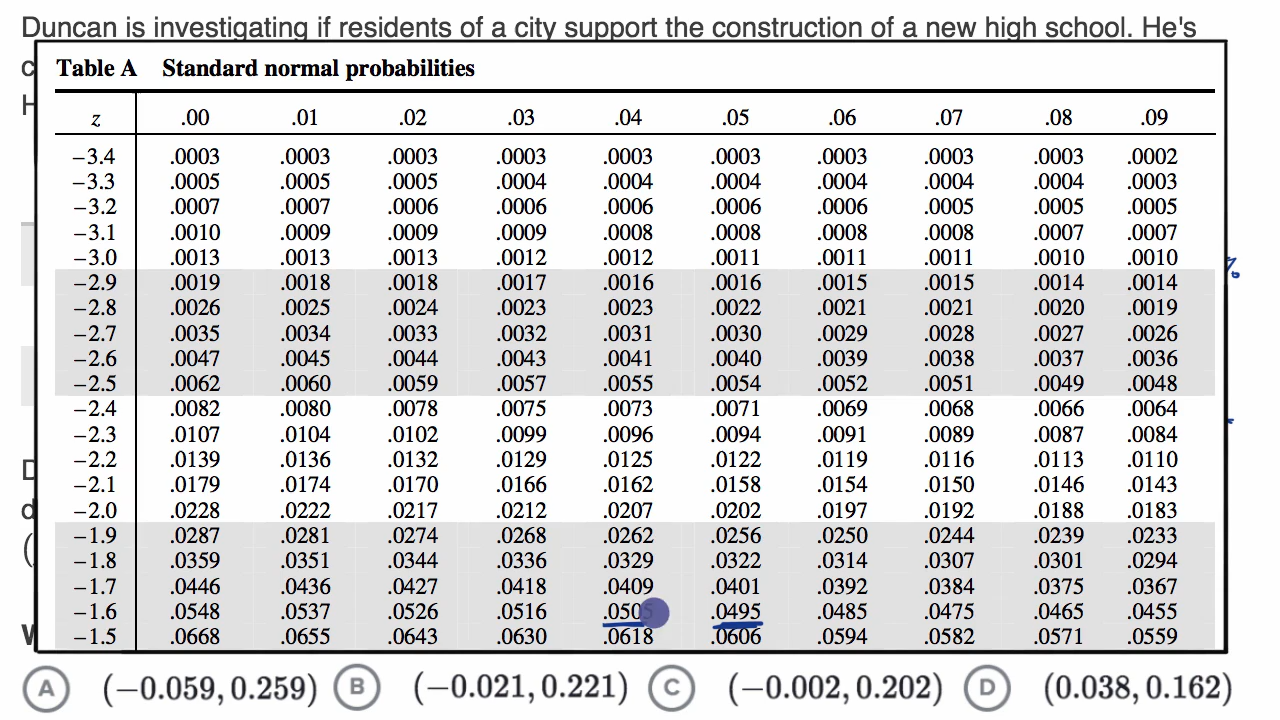 Duncan is investigating if residents of a city support the construction of a new high school. He's
Table A Standard normal probabilities
z .00 .01 .02 .03 .04 .05 .06 .07 .08 .09
−3.4 .0003 .0003 .0003 .0003 .0003 .0003 .0003 .0003 .0003 .0002
−3.3 .0005 .0005 .0005 .0004 .0004 .0004 .0004 .0004 .0004 .0003
−3.2 .0007 .0007 .0006 .0006 .0006 .0006 .0006 .0005 .0005 .0005
−3.1 .0010 .0009 .0009 .0009 .0008 .0008 .0008 .0008 .0007 .0007
−3.0 .0013 .0013 .0013 .0012 .0012 .0011 .0011 .0011 .0010 .0010
−2.9 .0019 .0018 .0018 .0017 .0016 .0016 .0015 .0015 .0014 .0014
−2.8 .0026 .0025 .0024 .0023 .0023 .0022 .0021 .0021 .0020 .0019
−2.7 .0035 .0034 .0033 .0032 .0031 .0030 .0029 .0028 .0027 .0026
−2.6 .0047 .0045 .0044 .0043 .0041 .0040 .0039 .0038 .0037 .0036
−2.5 .0062 .0060 .0059 .0057 .0055 .0054 .0052 .0051 .0049 .0048
−2.4 .0082 .0080 .0078 .0075 .0073 .0071 .0069 .0068 .0066 .0064
−2.3 .0107 .0104 .0102 .0099 .0096 .0094 .0091 .0089 .0087 .0084
−2.2 .0139 .0136 .0132 .0129 .0125 .0122 .0119 .0116 .0113 .0110
−2.1 .0179 .0174 .0170 .0166 .0162 .0158 .0154 .0150 .0146 .0143
−2.0 .0228 .0222 .0217 .0212 .0207 .0202 .0197 .0192 .0188 .0183
−1.9 .0287 .0281 .0274 .0268 .0262 .0256 .0250 .0244 .0239 .0233
−1.8 .0359 .0351 .0344 .0336 .0329 .0322 .0314 .0307 .0301 .0294
−1.7 .0446 .0436 .0427 .0418 .0409 .0401 .0392 .0384 .0375 .0367
−1.6 .0548 .0537 .0526 .0516 .0505 .0495 .0485 .0475 .0465 .0455
−1.5 .0668 .0655 .0643 .0630 .0618 .0606 .0594 .0582 .0571 .0559
A (−0.059, 0.259) B (−0.021, 0.221) C (−0.002, 0.202) D (0.038, 0.162)